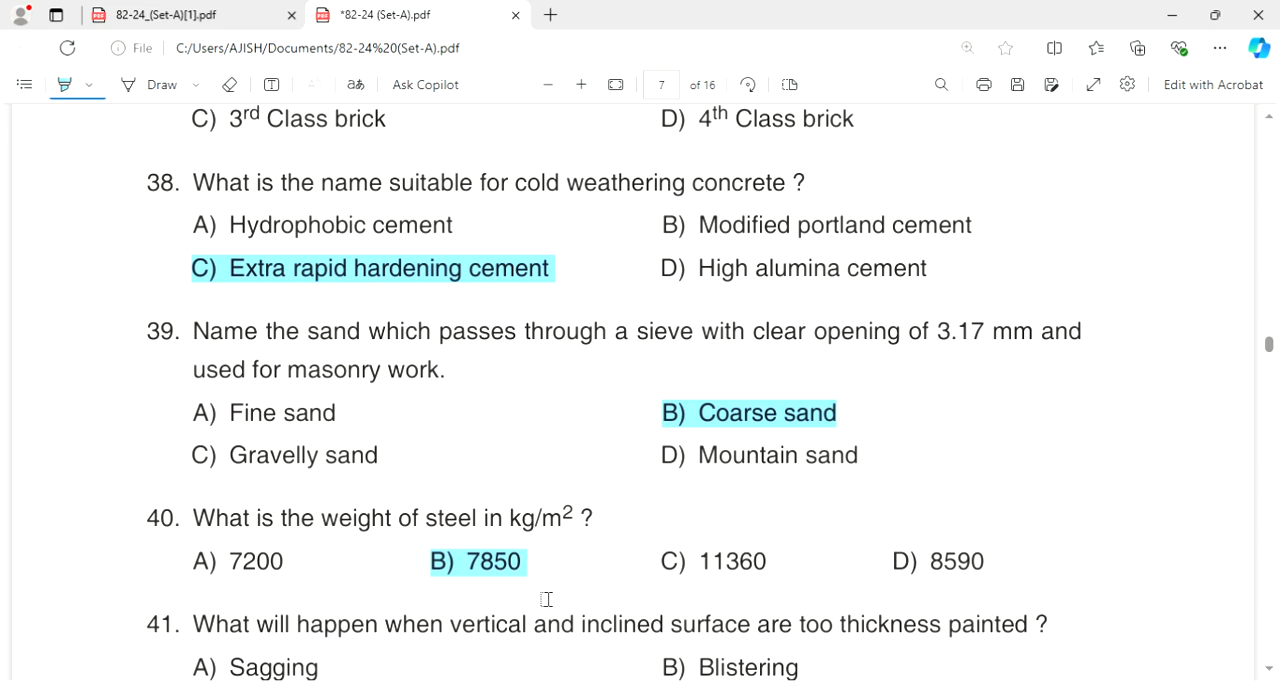 82-24_(Set-A)[1].pdf
*82-24 (Set-A).pdf
File C:/Users/AJISH/Documents/82-24%20(Set-A).pdf
Draw aあ Ask Copilot 7 of 16 Edit with Acrobat
C) 3rd Class brick D) 4th Class brick
38. What is the name suitable for cold weathering concrete ?
A) Hydrophobic cement B) Modified portland cement
C) Extra rapid hardening cement D) High alumina cement
39. Name the sand which passes through a sieve with clear opening of 3.17 mm and
used for masonry work.
A) Fine sand B) Coarse sand
C) Gravelly sand D) Mountain sand
40. What is the weight of steel in kg/m2 ?
A) 7200 B) 7850 C) 11360 D) 8590
41. What will happen when vertical and inclined surface are too thickness painted ?
A) Sagging B) Blistering